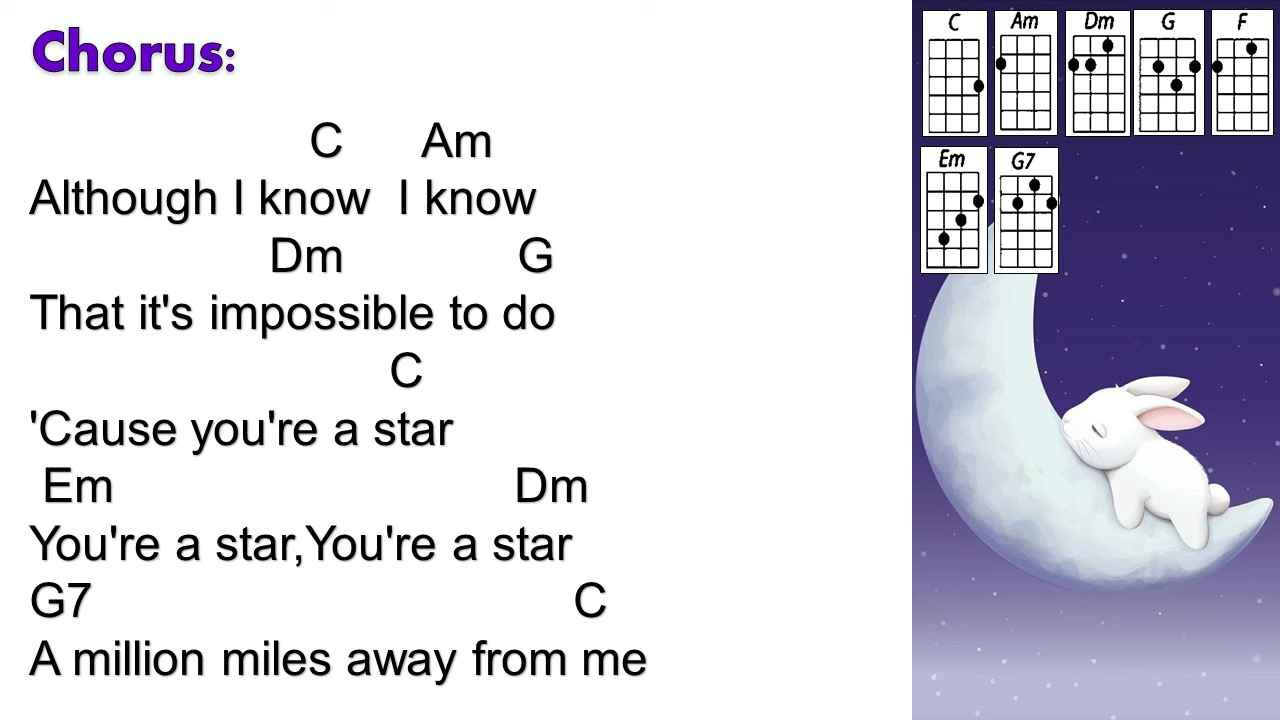 Chorus:
C Am
Although I know I know
Dm G
That it's impossible to do
C
'Cause you're a star
Em Dm
You're a star,You're a star
G7 C
A million miles away from me
C Am Dm G F
Em G7